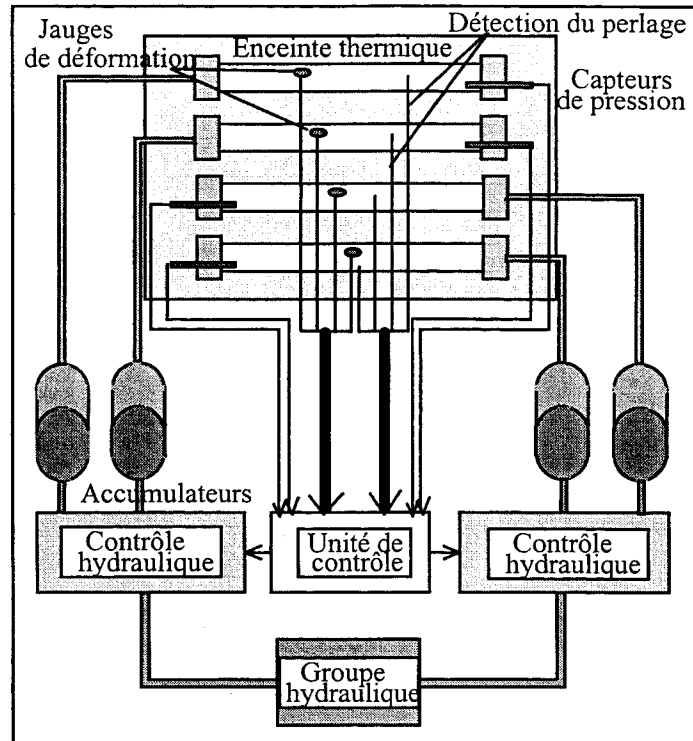 Jauges
de déformation
Enceinte thermique
Détection du perlage
Capteurs
de pression
Accumulateurs
Contrôle
hydraulique
Unité de
contrôle
Contrôle
hydraulique
Groupe
hydraulique